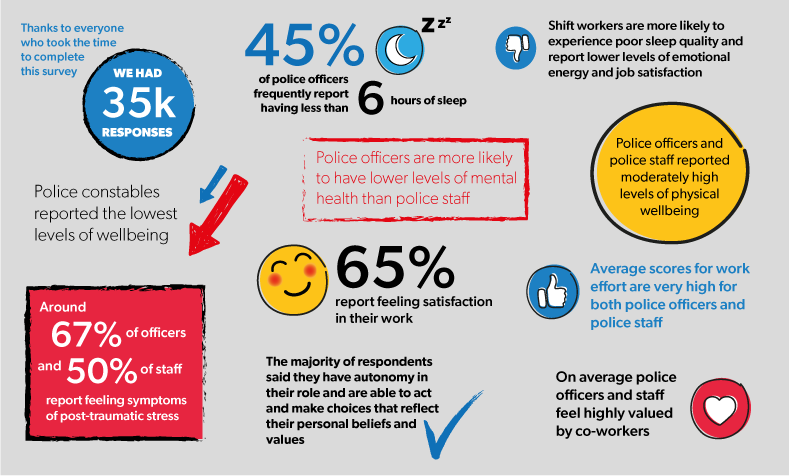 Thanks to everyone
who took the time
to complete
this survey
WE HAD
35k
RESPONSES
45%
of police officers
frequently report
having less than 6 hours of sleep
Z z z
Shift workers are more likely to
experience poor sleep quality and
report lower levels of emotional
energy and job satisfaction
Police constables
reported the lowest
levels of wellbeing
Police officers are more likely
to have lower levels of mental
health than police staff
Police officers and
police staff reported
moderately high
levels of physical
wellbeing
Around
67% of officers
and 50% of staff
report feeling symptoms
of post-traumatic stress
65%
report feeling satisfaction
in their work
Average scores for work
effort are very high for
both police officers and
police staff
The majority of respondents
said they have autonomy in
their role and are able to act
and make choices that reflect
their personal beliefs and
values
On average police
officers and staff
feel highly valued
by co-workers